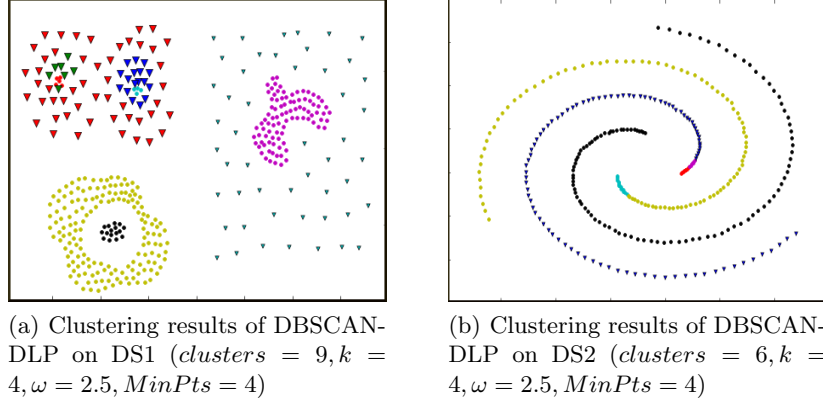 (a) Clustering results of DBSCAN-
DLP on DS1 (clusters = 9, k =
4, ω = 2.5, MinPts = 4)
(b) Clustering results of DBSCAN-
DLP on DS2 (clusters = 6, k =
4, ω = 2.5, MinPts = 4)